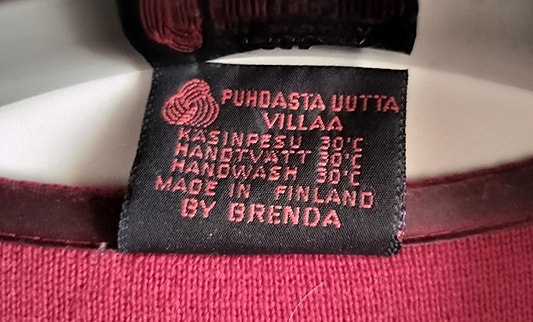 PUHDASTA UUTTA
VILLAA
KÄSINPESU 30°C
HANDTVÄTT 30°C
HANDWASH 30°C
MADE IN FINLAND
BY BRENDA